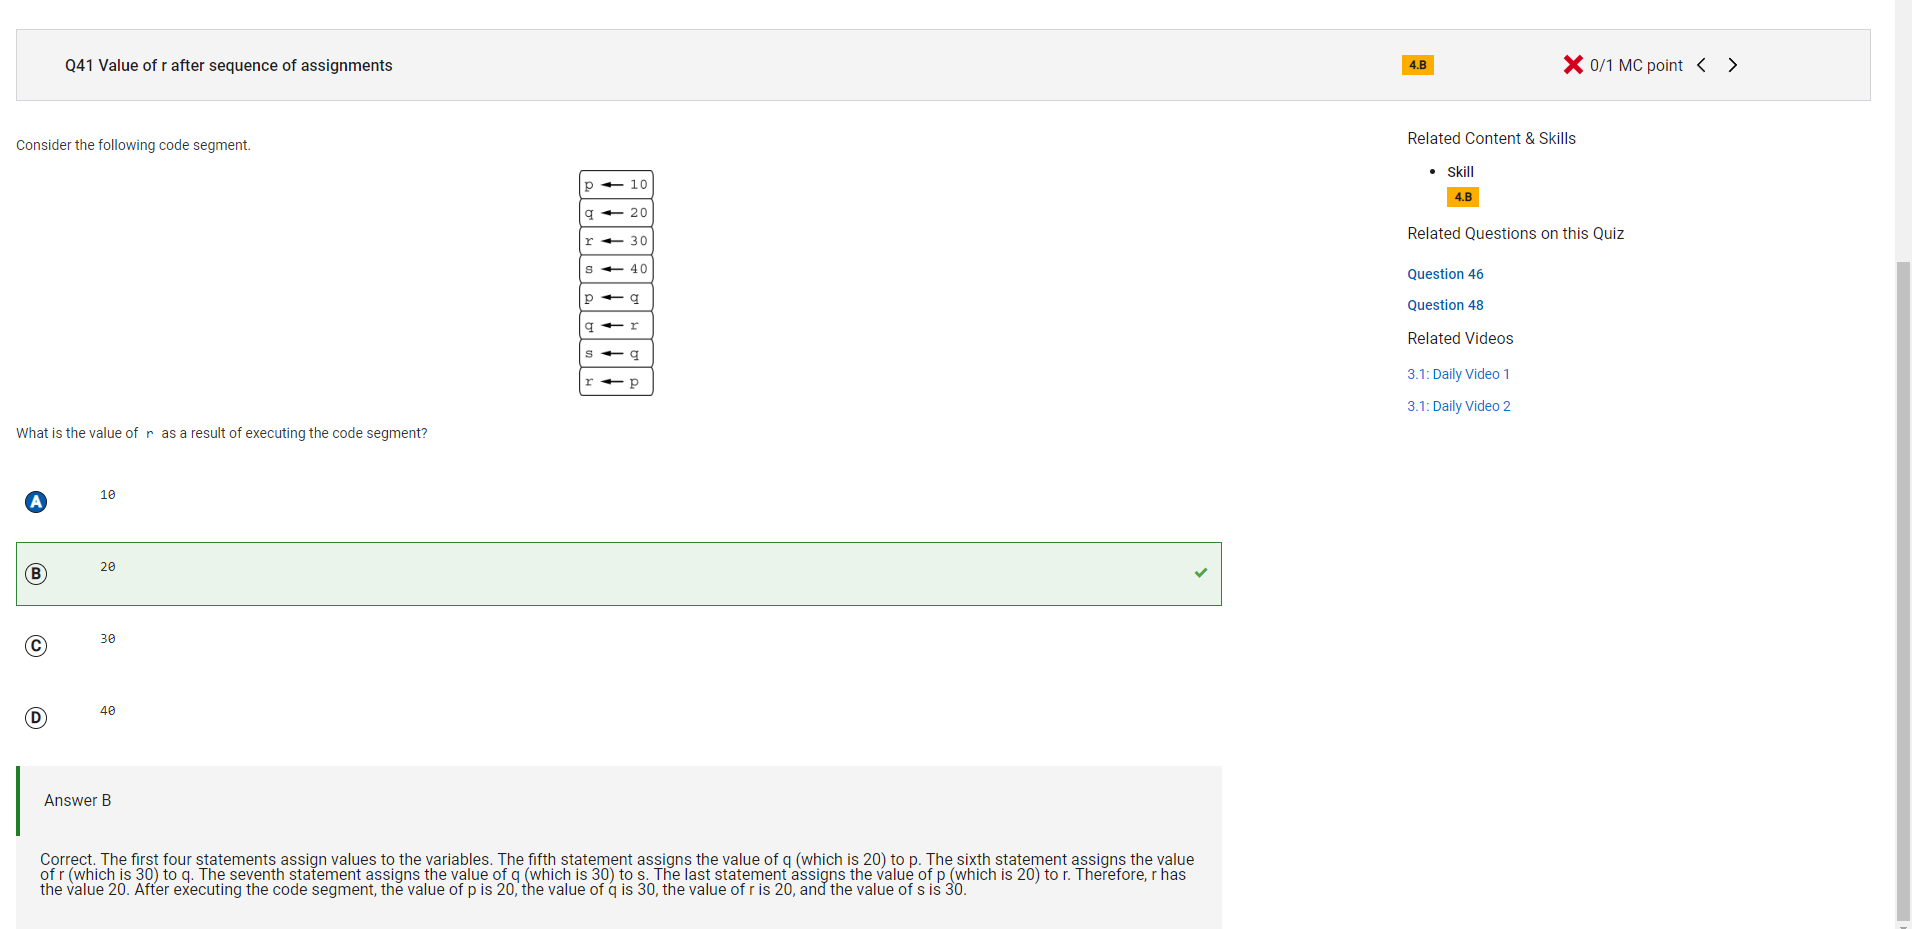 Q41 Value of r after sequence of assignments
4.B
0/1 MC point
Consider the following code segment.
p ← 10
q ← 20
r ← 30
s ← 40
p ← q
q ← r
s ← q
r ← p
What is the value of r as a result of executing the code segment?
A 10
B 20
C 30
D 40
Answer B
Correct. The first four statements assign values to the variables. The fifth statement assigns the value of q (which is 20) to p. The sixth statement assigns the value
of r (which is 30) to q. The seventh statement assigns the value of q (which is 30) to s. The last statement assigns the value of p (which is 20) to r. Therefore, r has
the value 20. After executing the code segment, the value of p is 20, the value of q is 30, the value of r is 20, and the value of s is 30.
Related Content & Skills
• Skill
4.B
Related Questions on this Quiz
Question 46
Question 48
Related Videos
3.1: Daily Video 1
3.1: Daily Video 2